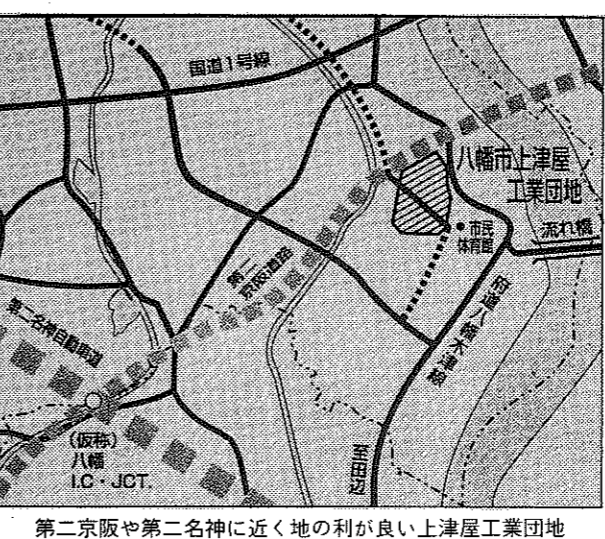 国道1号線
八幡市上津屋
工業団地
市民
体育館
流れ橋
第二
京阪道路
府道八幡木津線
第二名神自動車道
(仮称)
八幡
I.C・JCT.
至田辺
第二京阪や第二名神に近く地の利が良い上津屋工業団地